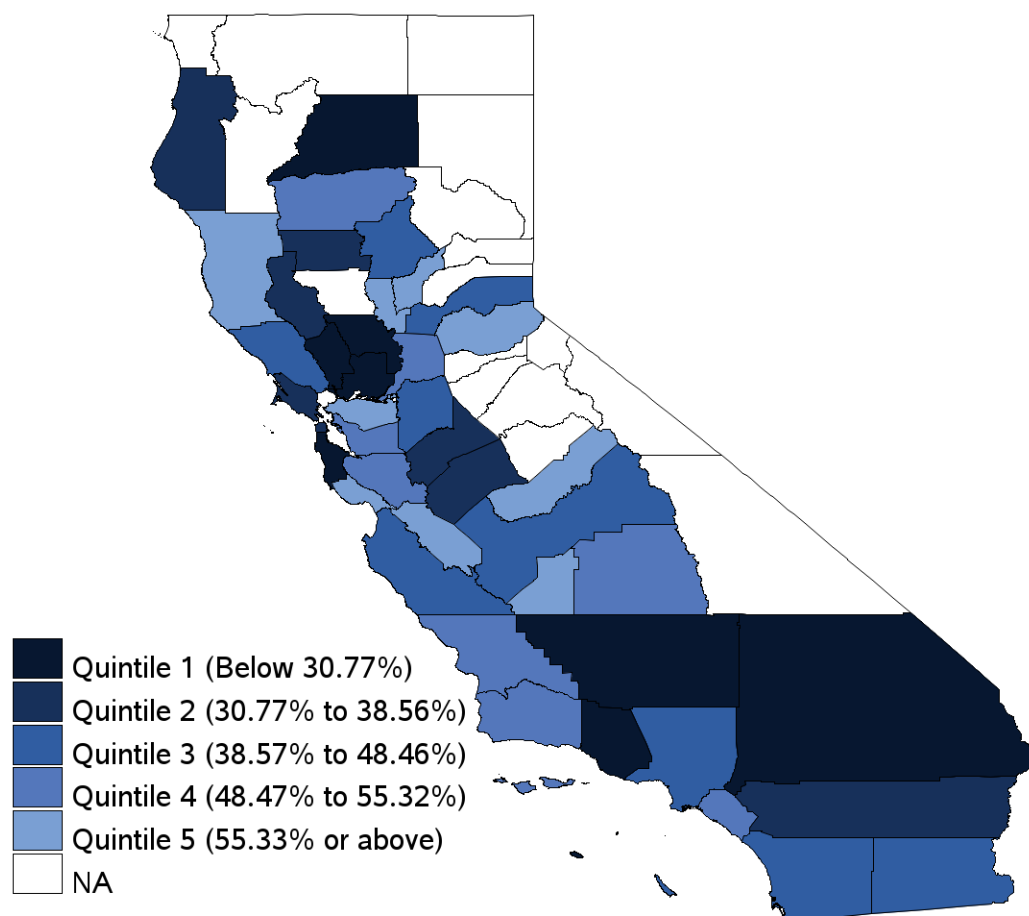 Quintile 1 (Below 30.77%)
Quintile 2 (30.77% to 38.56%)
Quintile 3 (38.57% to 48.46%)
Quintile 4 (48.47% to 55.32%)
Quintile 5 (55.33% or above)
NA